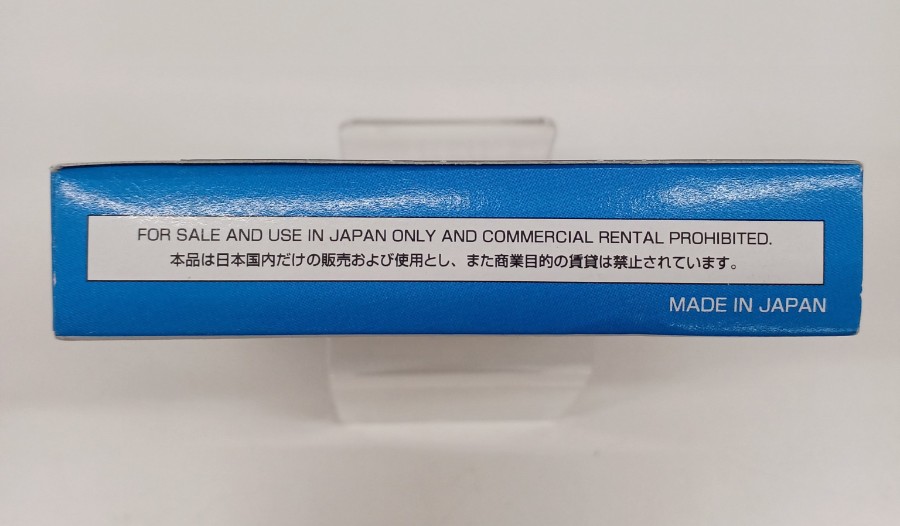 FOR SALE AND USE IN JAPAN ONLY AND COMMERCIAL RENTAL PROHIBITED.
本品は日本国内だけの販売および使用とし、また商業目的の賃貸は禁止されています。
MADE IN JAPAN